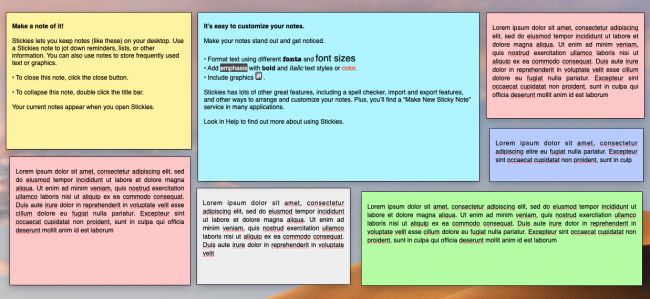 Make a note of it!
Stickies lets you keep notes (like these) on your desktop. Use
a Stickies note to jot down reminders, lists, or other
information. You can also use notes to store frequently used
text or graphics.
• To close this note, click the close button.
• To collapse this note, double click the title bar.
Your current notes appear when you open Stickies.
It's easy to customize your notes.
Make your notes stand out and get noticed.
• Format text using different fonts and font sizes
• Add emphasis with bold and italic text styles or color.
• Include graphics
Stickies has lots of other great features, including a spell checker, import and export features,
and other ways to arrange and customize your notes. Plus, you'll find a "Make New Sticky Note"
service in many applications.
Look in Help to find out more about using Stickies.
Lorem ipsum dolor sit amet, consectetur adipiscing
elit, sed do eiusmod tempor incididunt ut labore et
dolore magna aliqua. Ut enim ad minim veniam, quis
nostrud exercitation ullamco laboris nisi ut aliquip
ex ea commodo consequat. Duis aute irure dolor in
reprehenderit in voluptate velit esse cillum dolore eu
fugiat nulla pariatur. Excepteur sint occaecat
cupidatat non proident, sunt in culpa qui officia
deserunt mollit anim id est laborum
Lorem ipsum dolor sit amet, consectetur
adipiscing elire eu fugiat nulla pariatur. Excepteur
sint occaecat cupidatat non proident, sunt in culp
Lorem ipsum dolor sit amet, consectetur adipiscing elit, sed
do eiusmod tempor incididunt ut labore et dolore magna
aliqua. Ut enim ad minim veniam, quis nostrud exercitation
ullamco laboris nisi ut aliquip ex ea commodo consequat.
Duis aute irure dolor in reprehenderit in voluptate velit esse
cillum dolore eu fugiat nulla pariatur. Excepteur sint
occaecat cupidatat non proident, sunt in culpa qui officia
deserunt mollit anim id est laborum
Lorem ipsum dolor sit amet, consectetur
adipiscing elit, sed do eiusmod tempor incididunt
ut labore et dolore magna aliqua. Ut enim ad
minim veniam, quis nostrud exercitation ullamco
laboris nisi ut aliquip ex ea commodo consequat.
Duis aute irure dolor in reprehenderit in voluptate
velit
Lorem ipsum dolor sit amet, consectetur adipiscing elit, sed do eiusmod tempor incididunt ut
labore et dolore magna aliqua. Ut enim ad minim veniam, quis nostrud exercitation ullamco
laboris nisi ut aliquip ex ea commodo consequat. Duis aute irure dolor in reprehenderit in
voluptate velit esse cillum dolore eu fugiat nulla pariatur. Excepteur sint occaecat cupidatat non
proident, sunt in culpa qui officia deserunt mollit anim id est laborum